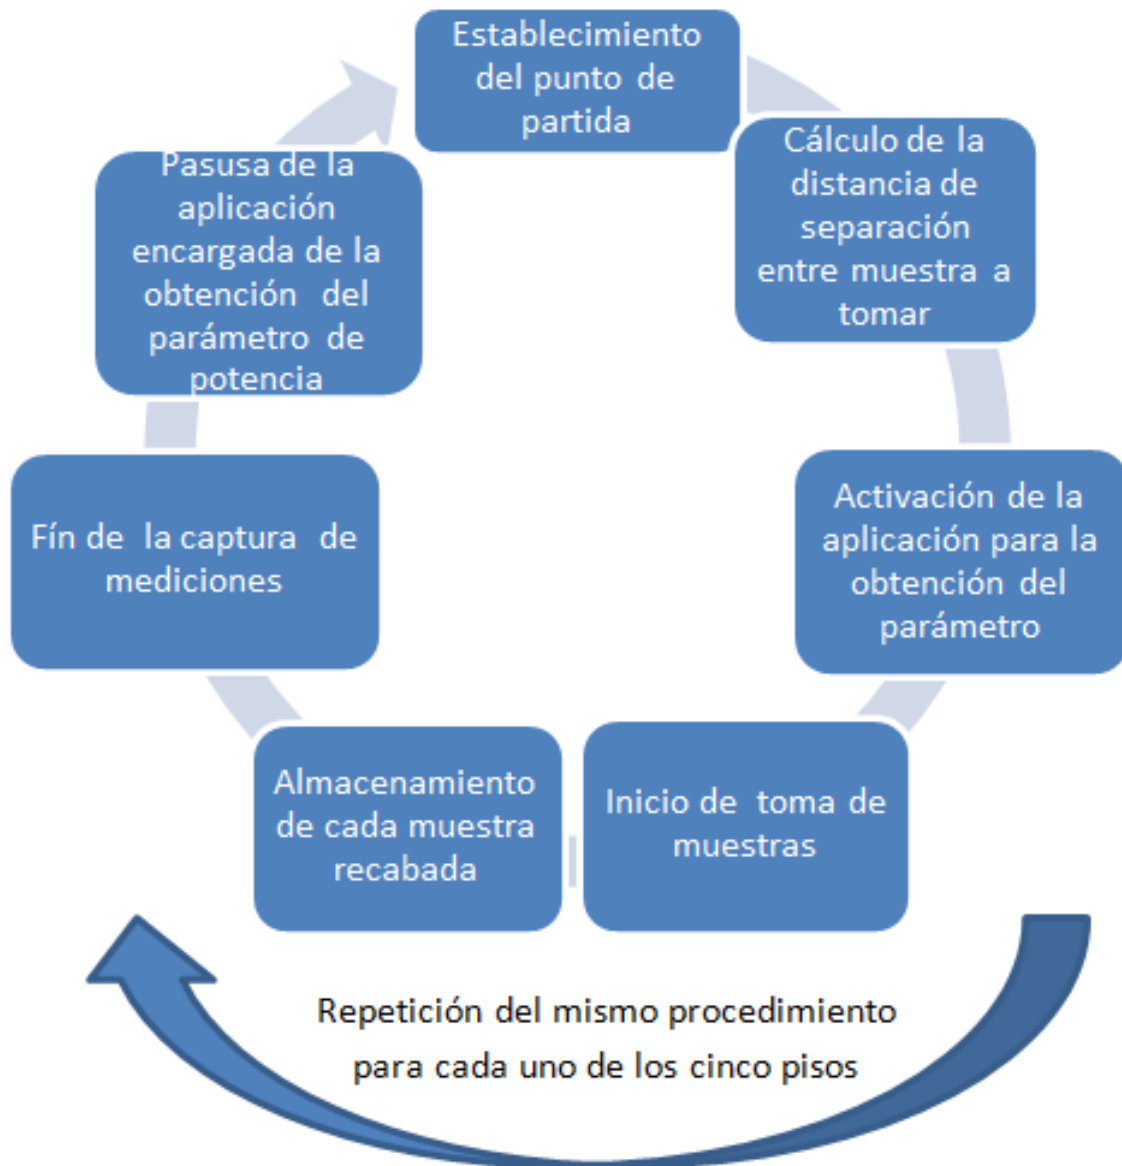 Establecimiento
del punto de
partida
Cálculo de la
distancia de
separación
entre muestra a
tomar
Activación de la
aplicación para la
obtención del
parámetro
Inicio de toma de
muestras
Almacenamiento
de cada muestra
recabada
Fín de la captura de
mediciones
Pasusa de la
aplicación
encargada de la
obtención del
parámetro de
potencia
Repetición del mismo procedimiento
para cada uno de los cinco pisos